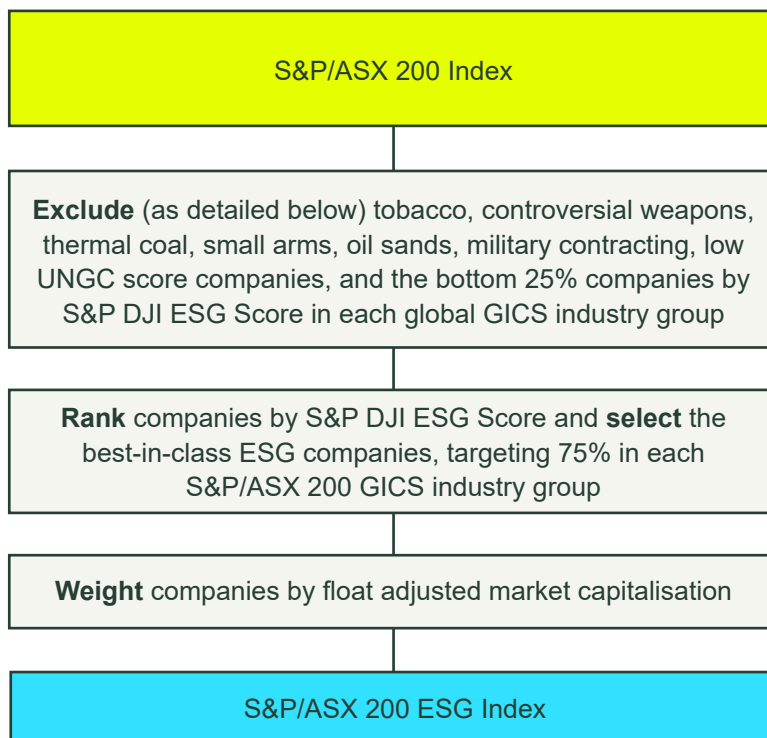 S&P/ASX 200 Index
Exclude (as detailed below) tobacco, controversial weapons,
thermal coal, small arms, oil sands, military contracting, low
UNGC score companies, and the bottom 25% companies by
S&P DJI ESG Score in each global GICS industry group
Rank companies by S&P DJI ESG Score and select the
best-in-class ESG companies, targeting 75% in each
S&P/ASX 200 GICS industry group
Weight companies by float adjusted market capitalisation
S&P/ASX 200 ESG Index